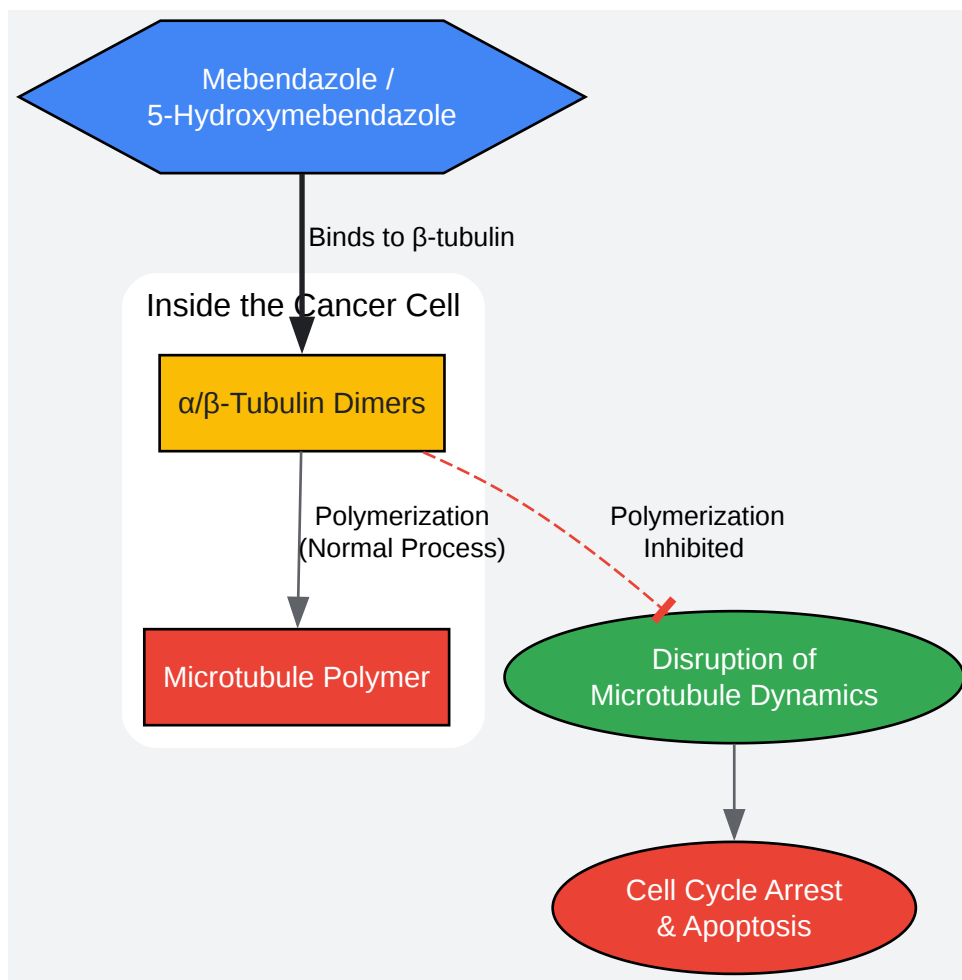 Mebendazole /
5-Hydroxymebendazole
Binds to β-tubulin
Inside the Cancer Cell
α/β-Tubulin Dimers
Polymerization
(Normal Process)
Polymerization
Inhibited
Microtubule Polymer
Disruption of
Microtubule Dynamics
Cell Cycle Arrest
& Apoptosis